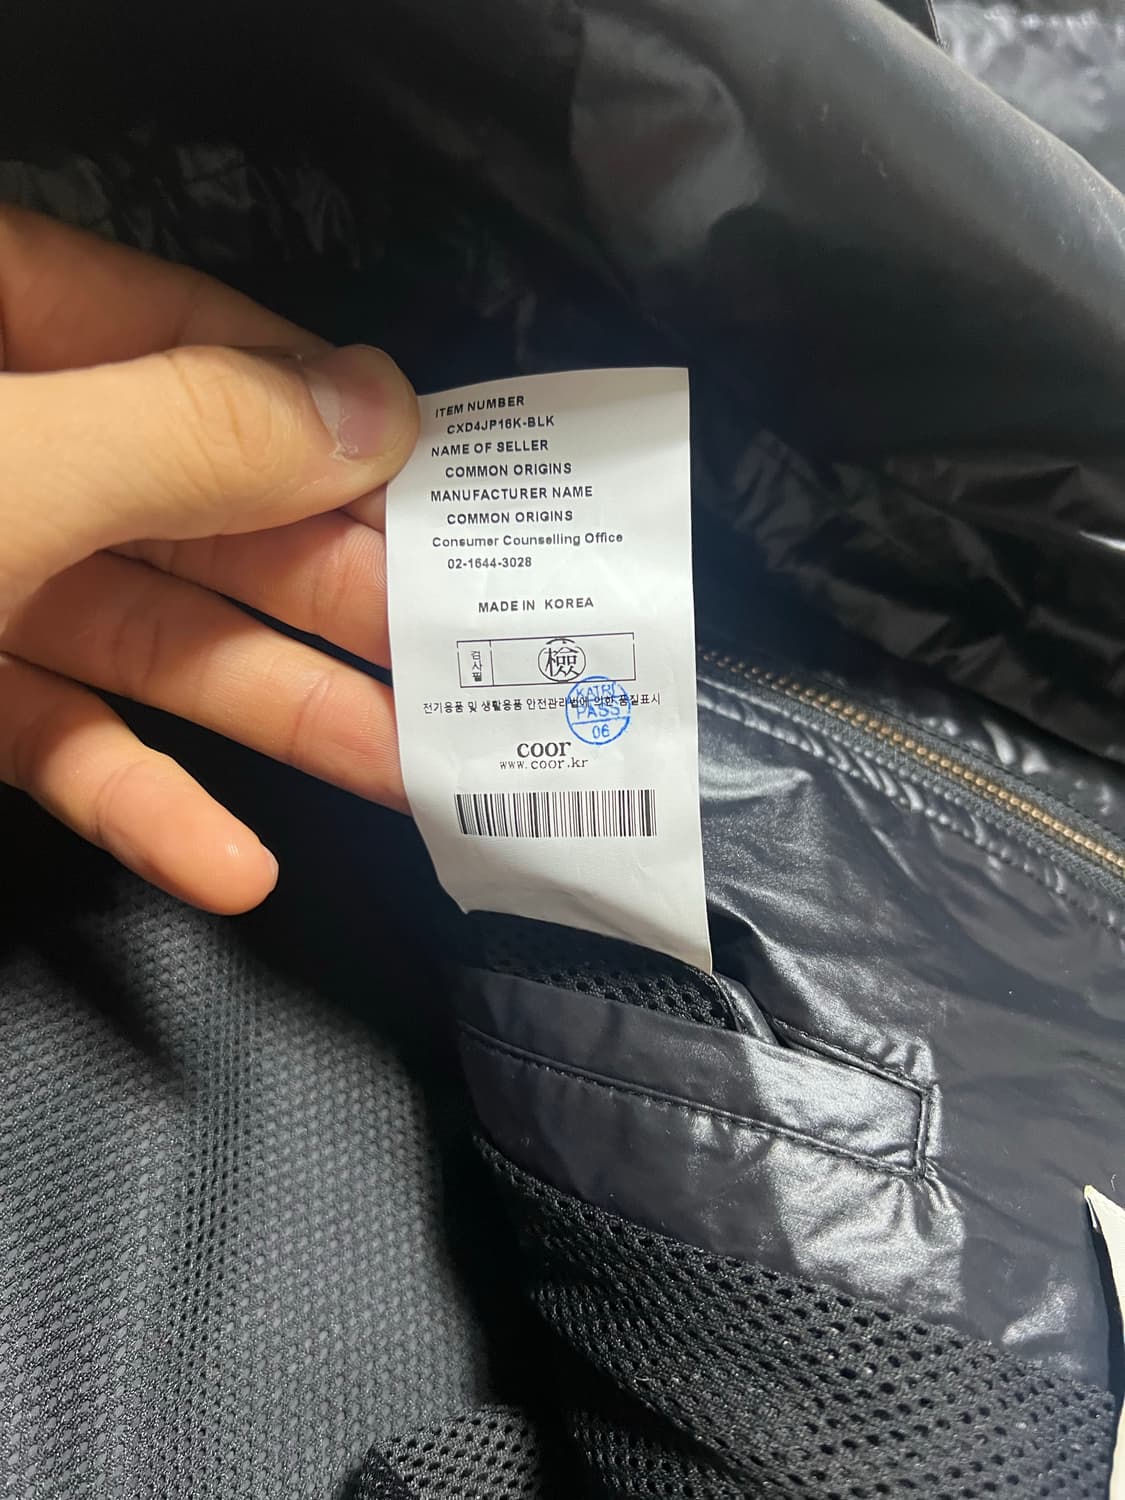 ITEM NUMBER
CXD4JP16K-BLK
NAME OF SELLER
COMMON ORIGINS
MANUFACTURER NAME
COMMON ORIGINS
Consumer Counselling Office
02-1644-3028
MADE IN KOREA
검사필
檢
전기용품 및 생활용품 안전관리법에 의한 품질표시
KATRI
PASS
06
coor
www.coor.kr